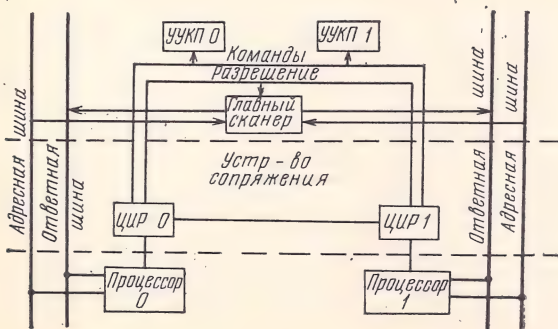 УУКП 0
УУКП 1
Команды
Разрешение
Главный
сканер
Адресная шина
Ответная
шина
Ответная шина
Адресная шина
Устр-во
сопряжения
ЦИР 0
ЦИР 1
Процессор
0
Процессор
1